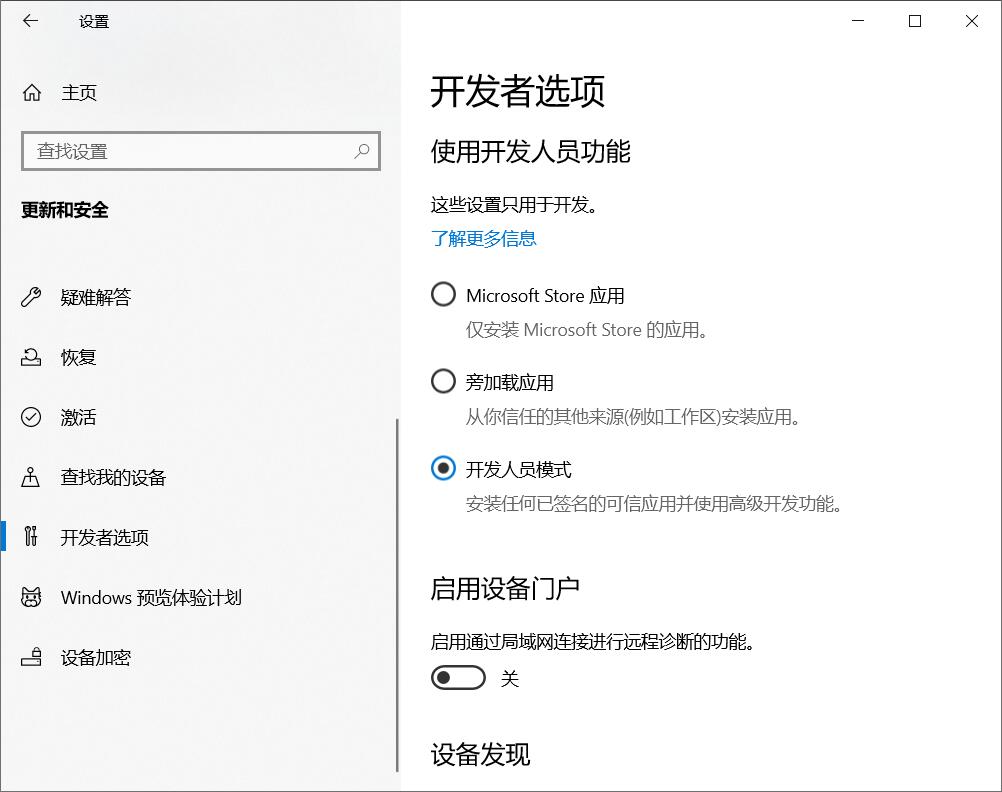 设置
主页
查找设置
更新和安全
疑难解答
恢复
激活
查找我的设备
开发者选项
Windows 预览体验计划
设备加密
开发者选项
使用开发人员功能
这些设置只用于开发。
了解更多信息
Microsoft Store 应用
仅安装 Microsoft Store 的应用。
旁加载应用
从你信任的其他来源(例如工作区)安装应用。
开发人员模式
安装任何已签名的可信应用并使用高级开发功能。
启用设备门户
启用通过局域网连接进行远程诊断的功能。
关
设备发现